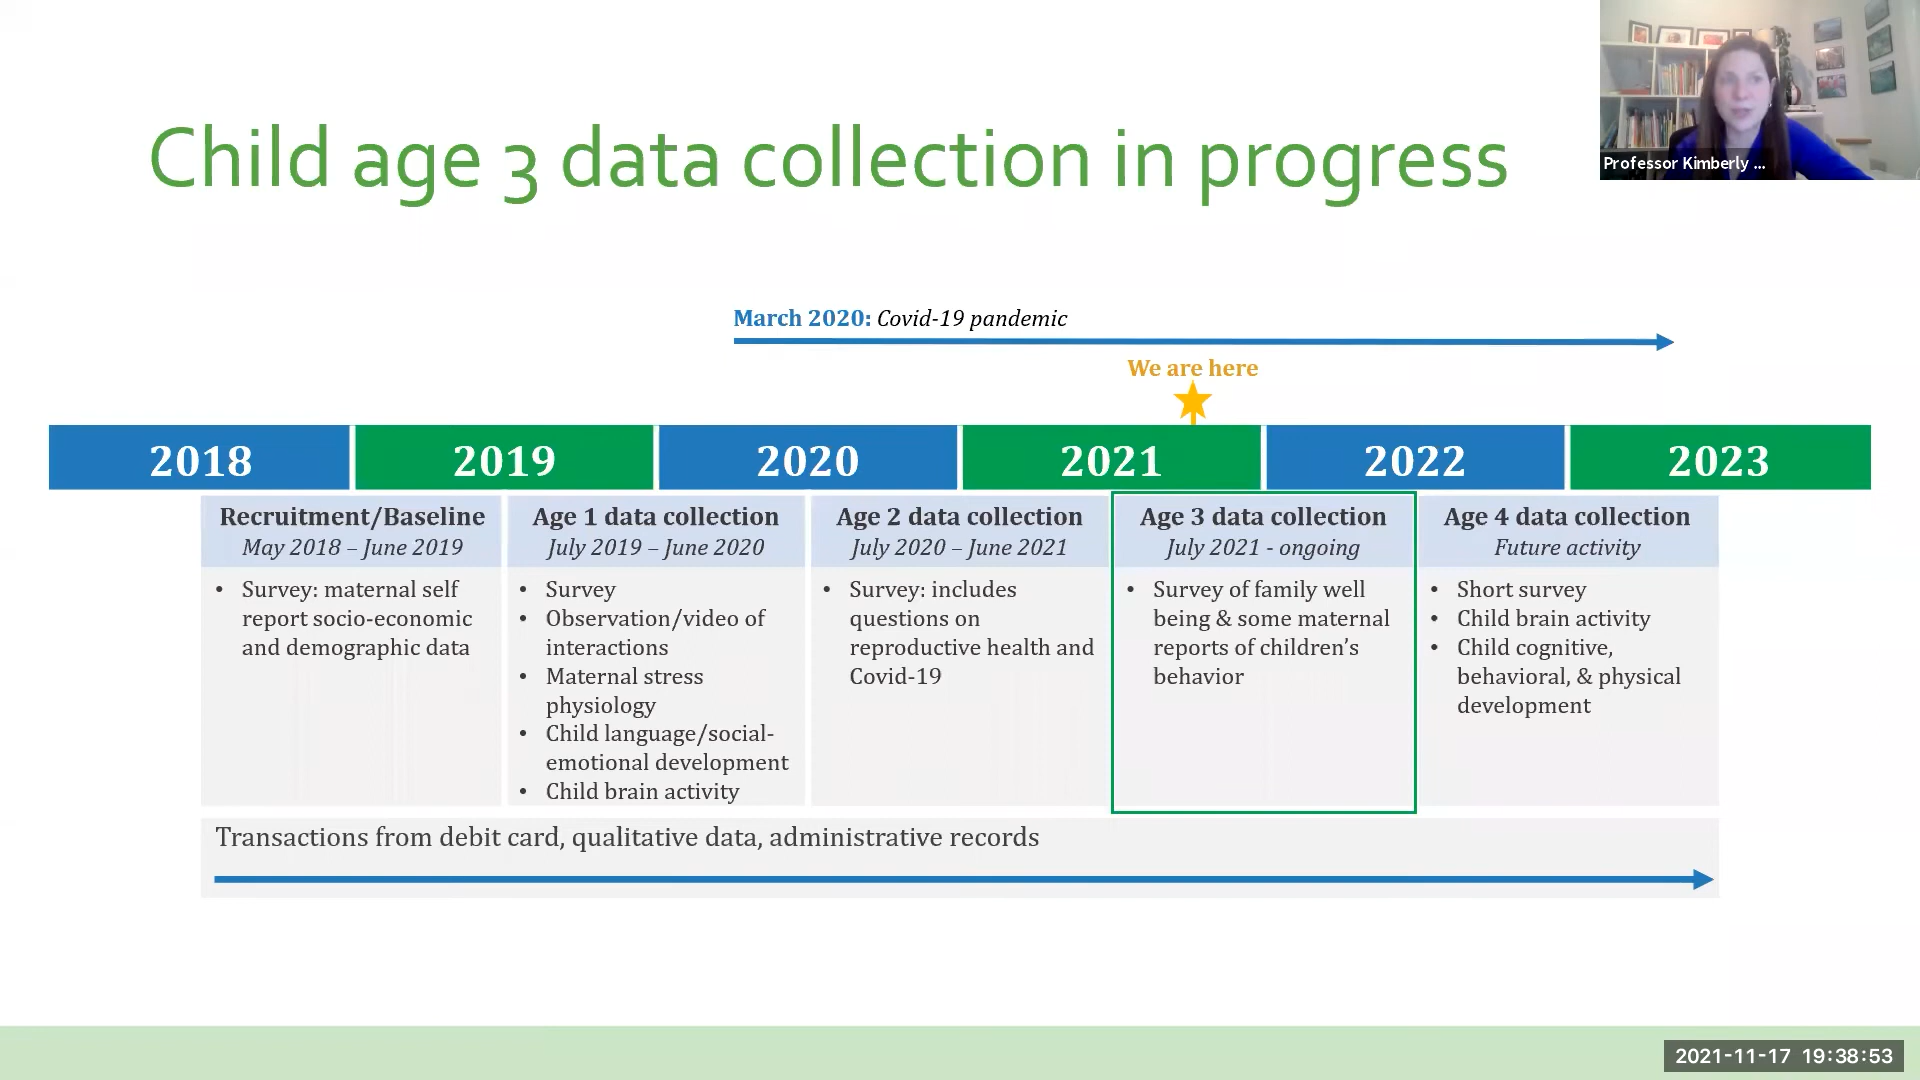 Child age 3 data collection in progress
Professor Kimberly ...
March 2020: Covid-19 pandemic
We are here
2018
2019
2020
2021
2022
2023
Recruitment/Baseline
May 2018 – June 2019
• Survey: maternal self
report socio-economic
and demographic data
Age 1 data collection
July 2019 – June 2020
• Survey
• Observation/video of
interactions
• Maternal stress
physiology
• Child language/social-
emotional development
• Child brain activity
Age 2 data collection
July 2020 – June 2021
• Survey: includes
questions on
reproductive health and
Covid-19
Age 3 data collection
July 2021 - ongoing
• Survey of family well
being & some maternal
reports of children’s
behavior
Age 4 data collection
Future activity
• Short survey
• Child brain activity
• Child cognitive,
behavioral, & physical
development
Transactions from debit card, qualitative data, administrative records
2021-11-17 19:38:53